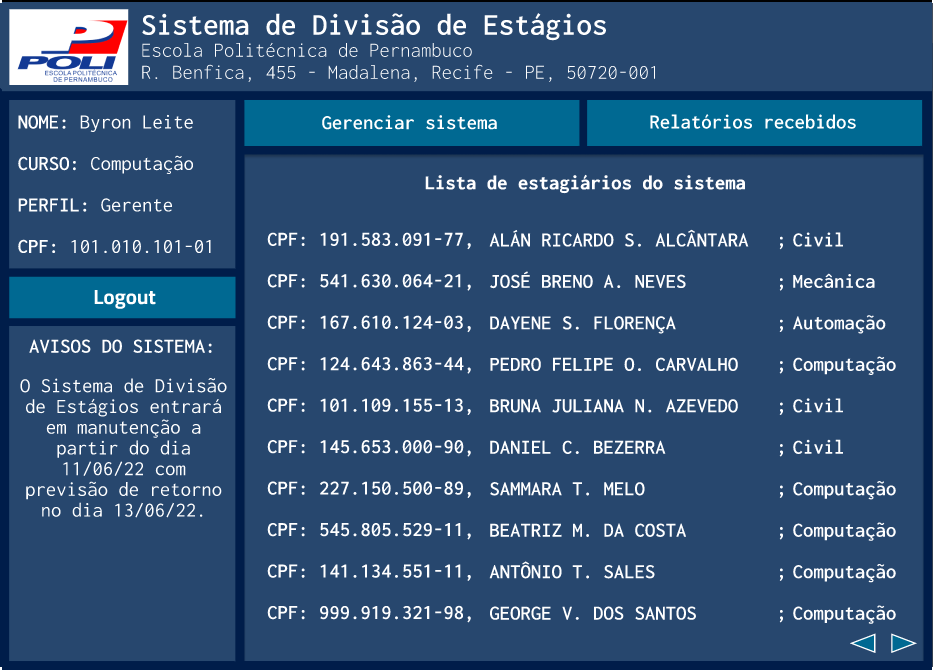 POLI
ESCOLA POLITÉCNICA
DE PERNAMBUCO
Sistema de Divisão de Estágios
Escola Politécnica de Pernambuco
R. Benfica, 455 - Madalena, Recife - PE, 50720-001
NOME: Byron Leite
CURSO: Computação
PERFIL: Gerente
CPF: 101.010.101-01
Logout
AVISOS DO SISTEMA:
O Sistema de Divisão
de Estágios entrará
em manutenção a
partir do dia
11/06/22 com
previsão de retorno
no dia 13/06/22.
Gerenciar sistema
Relatórios recebidos
Lista de estagiários do sistema
CPF: 191.583.091-77, ALÁN RICARDO S. ALCÂNTARA ; Civil
CPF: 541.630.064-21, JOSÉ BRENO A. NEVES ; Mecânica
CPF: 167.610.124-03, DAYENE S. FLORENÇA ; Automação
CPF: 124.643.863-44, PEDRO FELIPE O. CARVALHO ; Computação
CPF: 101.109.155-13, BRUNA JULIANA N. AZEVEDO ; Civil
CPF: 145.653.000-90, DANIEL C. BEZERRA ; Civil
CPF: 227.150.500-89, SAMMARA T. MELO ; Computação
CPF: 545.805.529-11, BEATRIZ M. DA COSTA ; Computação
CPF: 141.134.551-11, ANTÔNIO T. SALES ; Computação
CPF: 999.919.321-98, GEORGE V. DOS SANTOS ; Computação